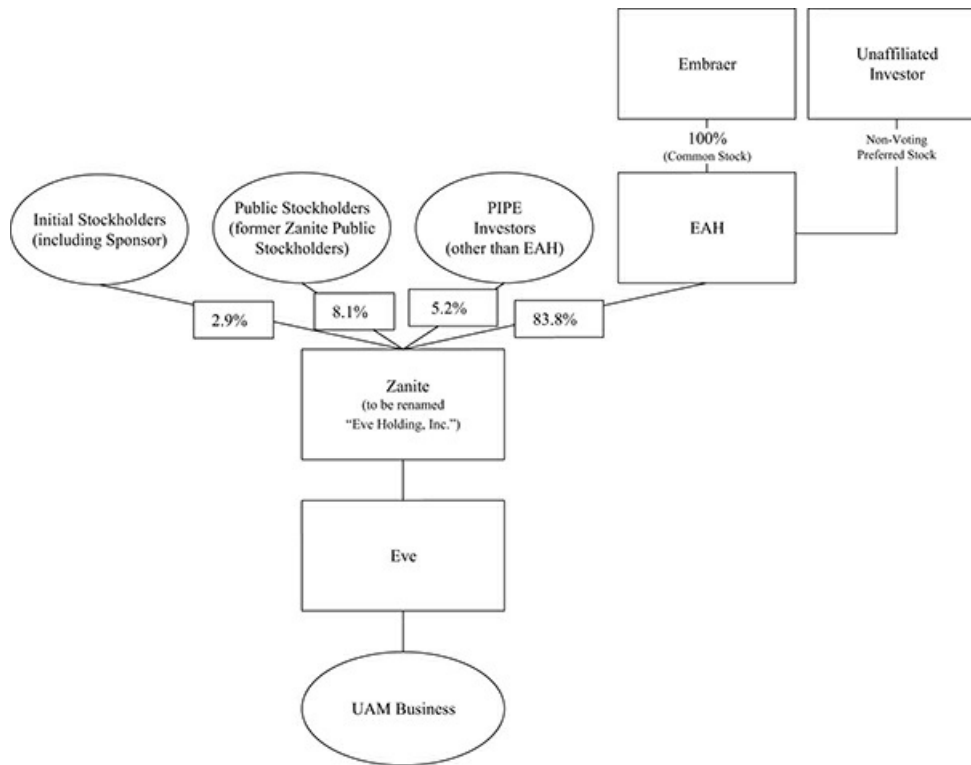 Embraer
Unaffiliated
Investor
100%
(Common Stock)
Non-Voting
Preferred Stock
Initial Stockholders
(including Sponsor)
Public Stockholders
(former Zanite Public
Stockholders)
PIPE
Investors
(other than EAH)
EAH
2.9%
8.1%
5.2%
83.8%
Zanite
(to be renamed
“Eve Holding, Inc.”)
Eve
UAM Business